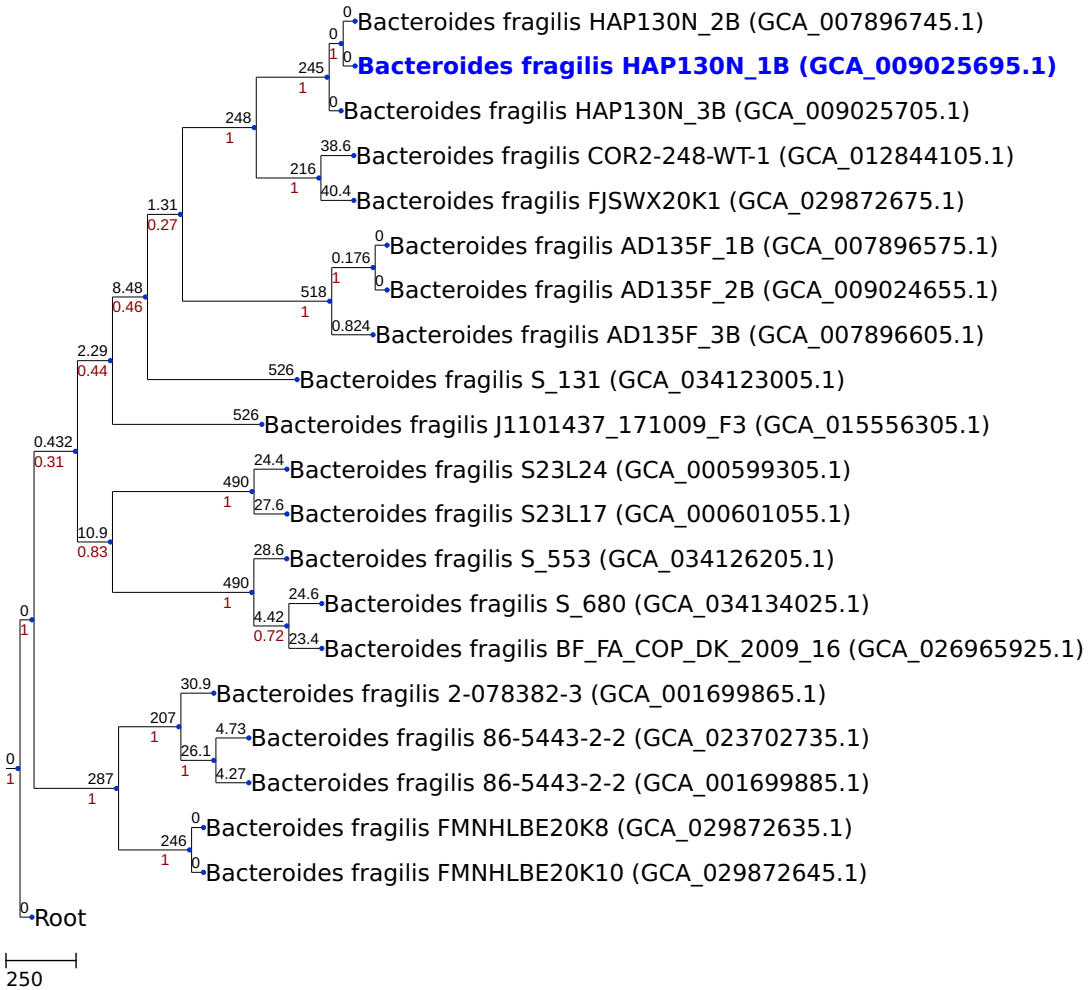 0
Bacteroides fragilis HAP130N_2B (GCA_007896745.1)
0
1
0
Bacteroides fragilis HAP130N_1B (GCA_009025695.1)
245
1
0
Bacteroides fragilis HAP130N_3B (GCA_009025705.1)
248
1
38.6
Bacteroides fragilis COR2-248-WT-1 (GCA_012844105.1)
216
1
40.4
Bacteroides fragilis FJSWX20K1 (GCA_029872675.1)
1.31
0.27
0
Bacteroides fragilis AD135F_1B (GCA_007896575.1)
0.176
1
0
Bacteroides fragilis AD135F_2B (GCA_009024655.1)
518
1
0.824
Bacteroides fragilis AD135F_3B (GCA_007896605.1)
8.48
0.46
526
Bacteroides fragilis S_131 (GCA_034123005.1)
2.29
0.44
526
Bacteroides fragilis J1101437_171009_F3 (GCA_015556305.1)
0.432
0.31
24.4
Bacteroides fragilis S23L24 (GCA_000599305.1)
490
1
27.6
Bacteroides fragilis S23L17 (GCA_000601055.1)
10.9
0.83
28.6
Bacteroides fragilis S_553 (GCA_034126205.1)
490
1
24.6
Bacteroides fragilis S_680 (GCA_034134025.1)
4.42
0.72
23.4
Bacteroides fragilis BF_FA_COP_DK_2009_16 (GCA_026965925.1)
0
1
30.9
Bacteroides fragilis 2-078382-3 (GCA_001699865.1)
207
1
4.73
Bacteroides fragilis 86-5443-2-2 (GCA_023702735.1)
26.1
1
4.27
Bacteroides fragilis 86-5443-2-2 (GCA_001699885.1)
0
1
287
1
0
Bacteroides fragilis FMNHLBE20K8 (GCA_029872635.1)
246
1
0
Bacteroides fragilis FMNHLBE20K10 (GCA_029872645.1)
0
Root
250